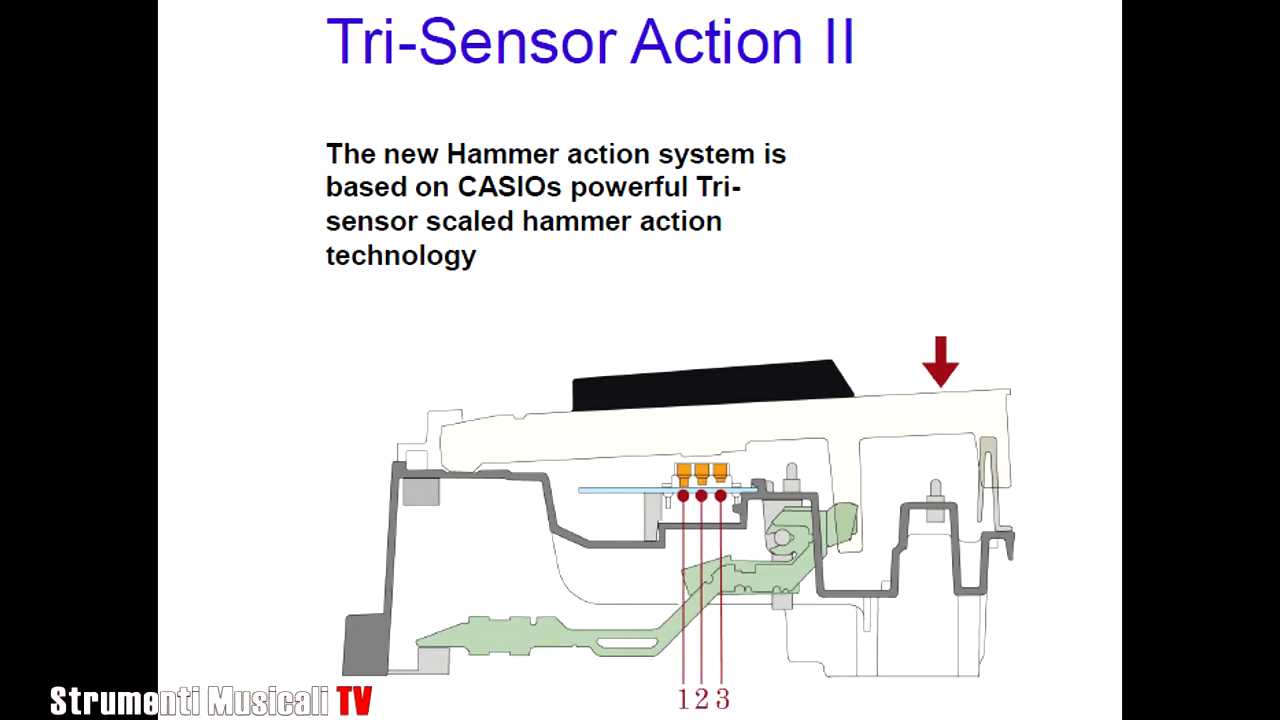 Tri-Sensor Action II
The new Hammer action system is
based on CASIOs powerful Tri-
sensor scaled hammer action
technology
1 2 3
Strumenti Musicali TV